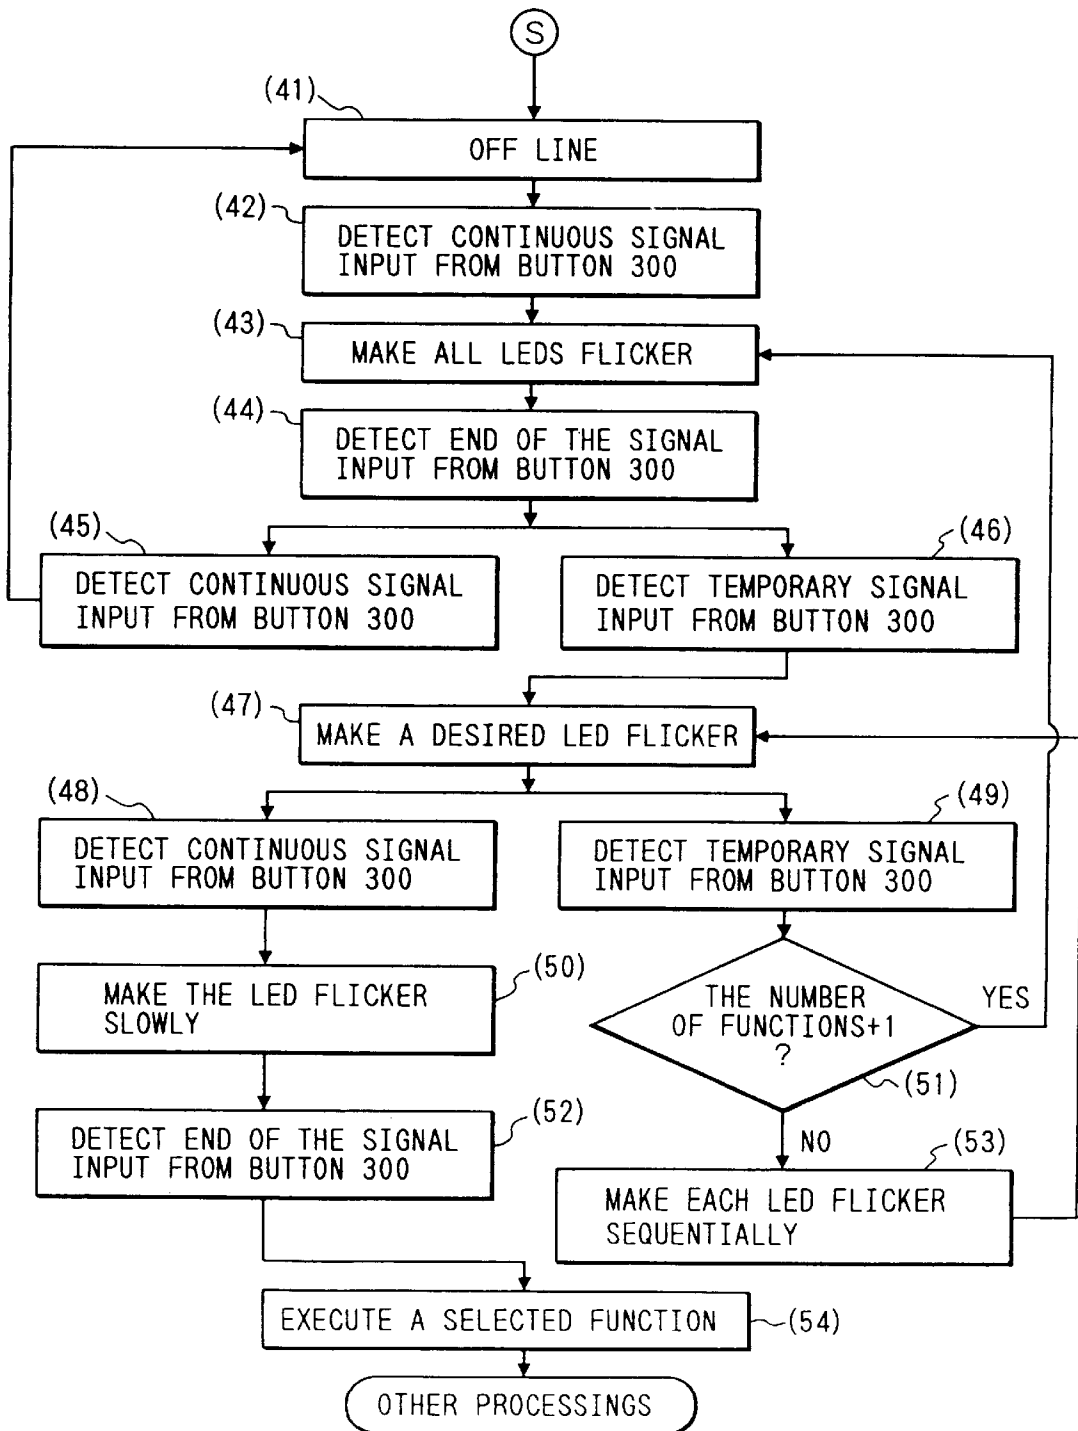 S
(41)
OFF LINE
(42)
DETECT CONTINUOUS SIGNAL
INPUT FROM BUTTON 300
(43)
MAKE ALL LEDS FLICKER
(44)
DETECT END OF THE SIGNAL
INPUT FROM BUTTON 300
(45)
DETECT CONTINUOUS SIGNAL
INPUT FROM BUTTON 300
(46)
DETECT TEMPORARY SIGNAL
INPUT FROM BUTTON 300
(47)
MAKE A DESIRED LED FLICKER
(48)
DETECT CONTINUOUS SIGNAL
INPUT FROM BUTTON 300
(49)
DETECT TEMPORARY SIGNAL
INPUT FROM BUTTON 300
(50)
MAKE THE LED FLICKER
SLOWLY
THE NUMBER
OF FUNCTIONS+1
?
YES
(51)
NO
(52)
DETECT END OF THE SIGNAL
INPUT FROM BUTTON 300
(53)
MAKE EACH LED FLICKER
SEQUENTIALLY
EXECUTE A SELECTED FUNCTION
(54)
OTHER PROCESSINGS